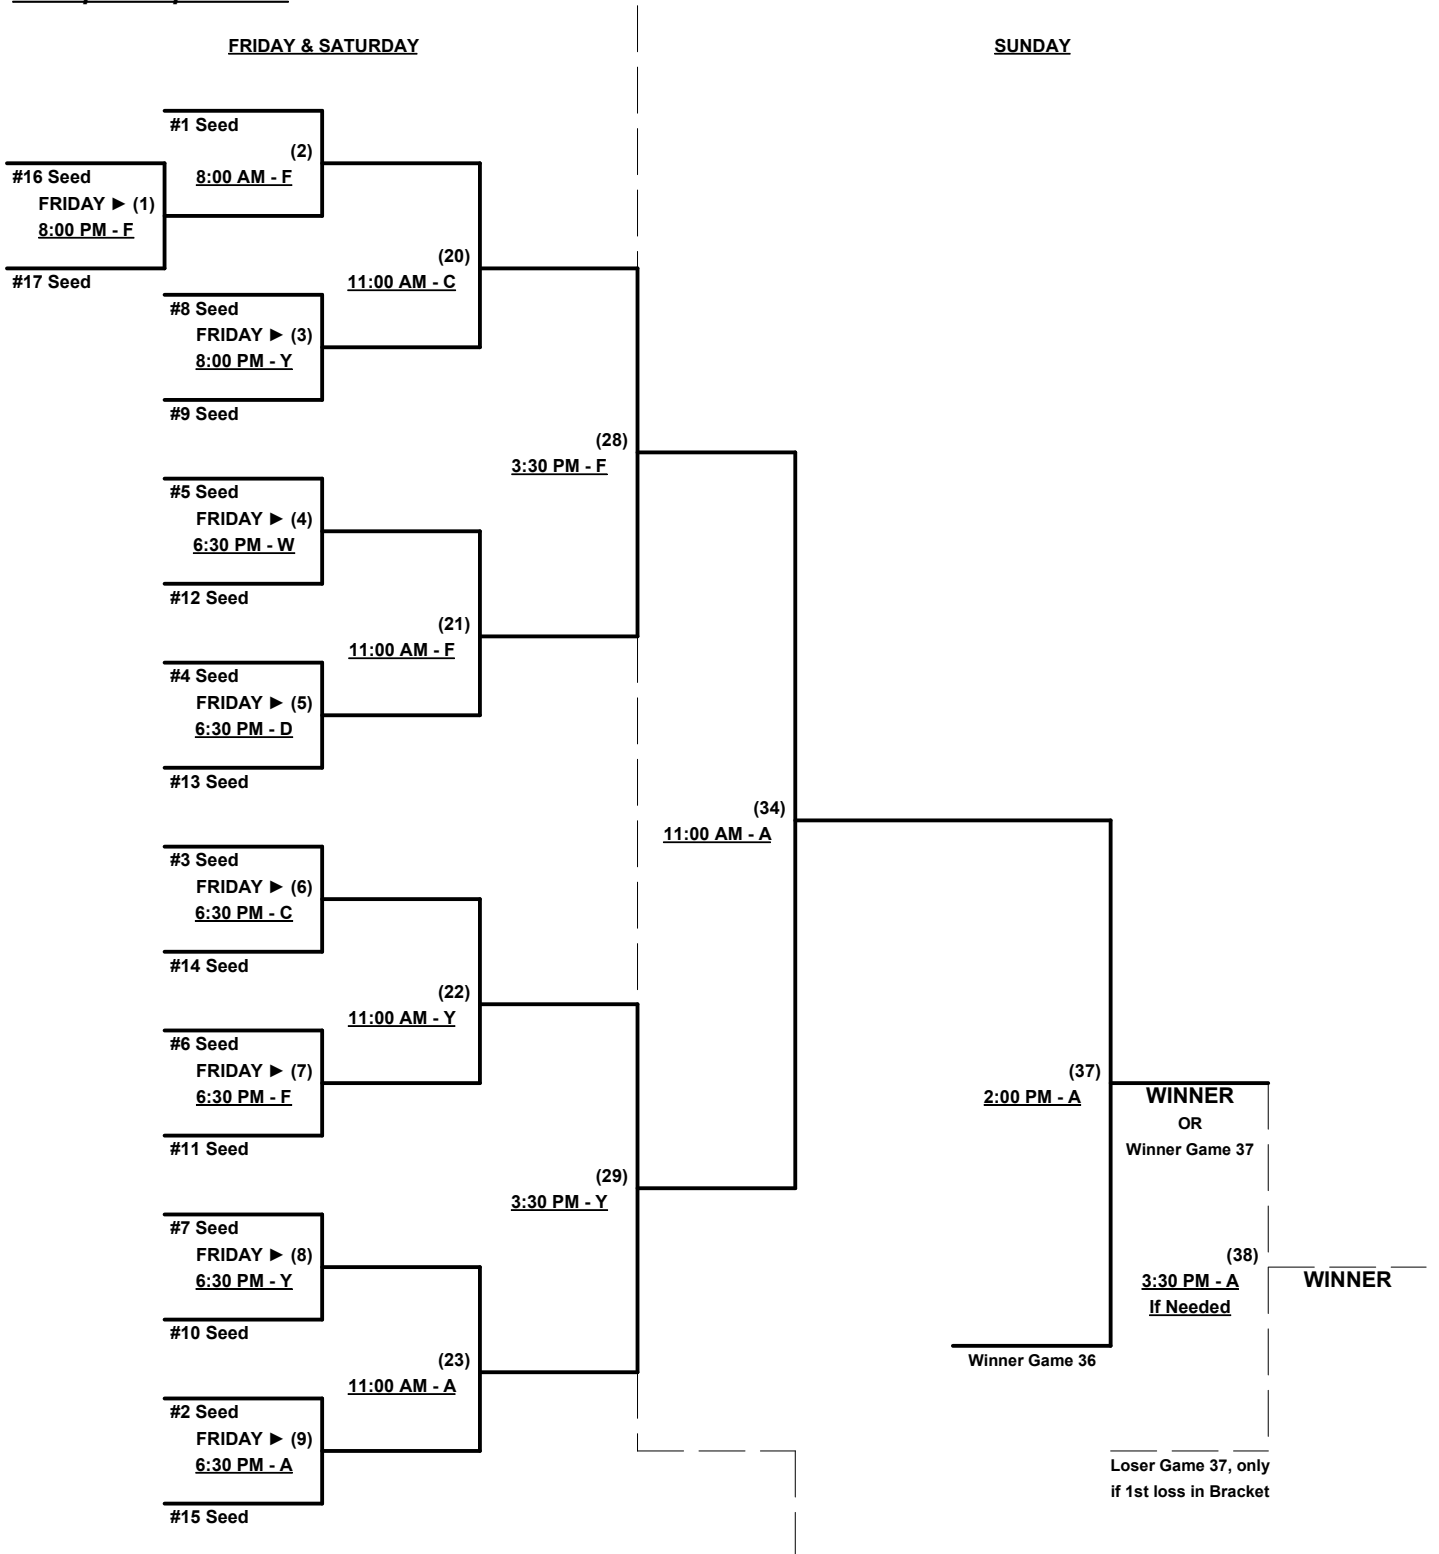 FRIDAY & SATURDAY
SUNDAY
#1 Seed
(2)
8:00 AM - F
#16 Seed
FRIDAY ► (1)
8:00 PM - F
#17 Seed
(20)
11:00 AM - C
#8 Seed
FRIDAY ► (3)
8:00 PM - Y
#9 Seed
(28)
3:30 PM - F
#5 Seed
FRIDAY ► (4)
6:30 PM - W
#12 Seed
(21)
11:00 AM - F
#4 Seed
FRIDAY ► (5)
6:30 PM - D
#13 Seed
(34)
11:00 AM - A
#3 Seed
FRIDAY ► (6)
6:30 PM - C
#14 Seed
(22)
11:00 AM - Y
#6 Seed
FRIDAY ► (7)
6:30 PM - F
#11 Seed
(37)
2:00 PM - A
WINNER
OR
Winner Game 37
(29)
3:30 PM - Y
#7 Seed
FRIDAY ► (8)
6:30 PM - Y
#10 Seed
(38)
3:30 PM - A
If Needed
WINNER
(23)
11:00 AM - A
Winner Game 36
#2 Seed
FRIDAY ► (9)
6:30 PM - A
#15 Seed
Loser Game 37, only
if 1st loss in Bracket